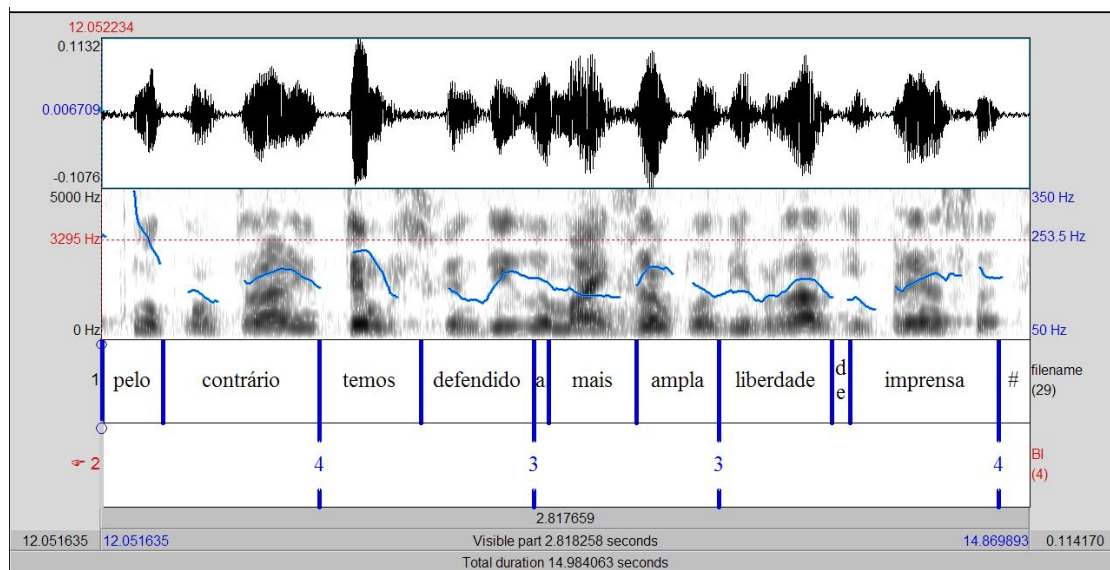 12.052234
0.1132
0.006709
-0.1076
5000 Hz 350 Hz
3295 Hz 253.5 Hz
0 Hz 50 Hz
1 pelo contrário temos defendido a mais ampla liberdade de imprensa # filename (29)
☞ 2 4 3 3 4 BI (4)
2.817659
12.051635 12.051635 Visible part 2.818258 seconds 14.869893 0.114170
Total duration 14.984063 seconds